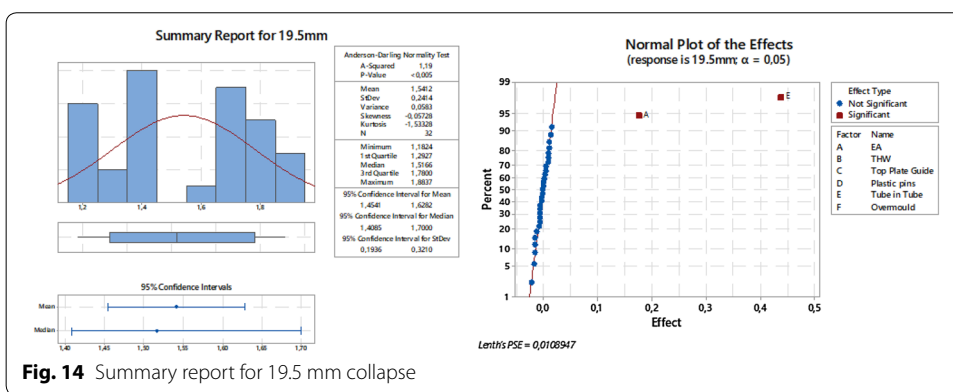 Summary Report for 19.5mm
Anderson-Darling Normality Test
A-Squared 1,19
P-Value <0,005
Mean 1,5412
StDev 0,2414
Variance 0,0583
Skewness -0,05728
Kurtosis -1,53328
N 32
Minimum 1,1824
1st Quartile 1,2927
Median 1,5166
3rd Quartile 1,7800
Maximum 1,8837
95% Confidence Interval for Mean
1,4541 1,6282
95% Confidence Interval for Median
1,4085 1,7000
95% Confidence Interval for StDev
0,1936 0,3210
1,2 1,4 1,6 1,8
95% Confidence Intervals
Mean
Median
1,40 1,45 1,50 1,55 1,60 1,65 1,70
Normal Plot of the Effects
(response is 19.5mm; α = 0,05)
Percent
99
95
90
80
70
60
50
40
30
20
10
5
1
A
E
0,0 0,1 0,2 0,3 0,4 0,5
Effect
Effect Type
Not Significant
Significant
Factor Name
A EA
B THW
C Top Plate Guide
D Plastic pins
E Tube in Tube
F Overmould
Lenth's PSE = 0,0108947
Fig. 14 Summary report for 19.5 mm collapse